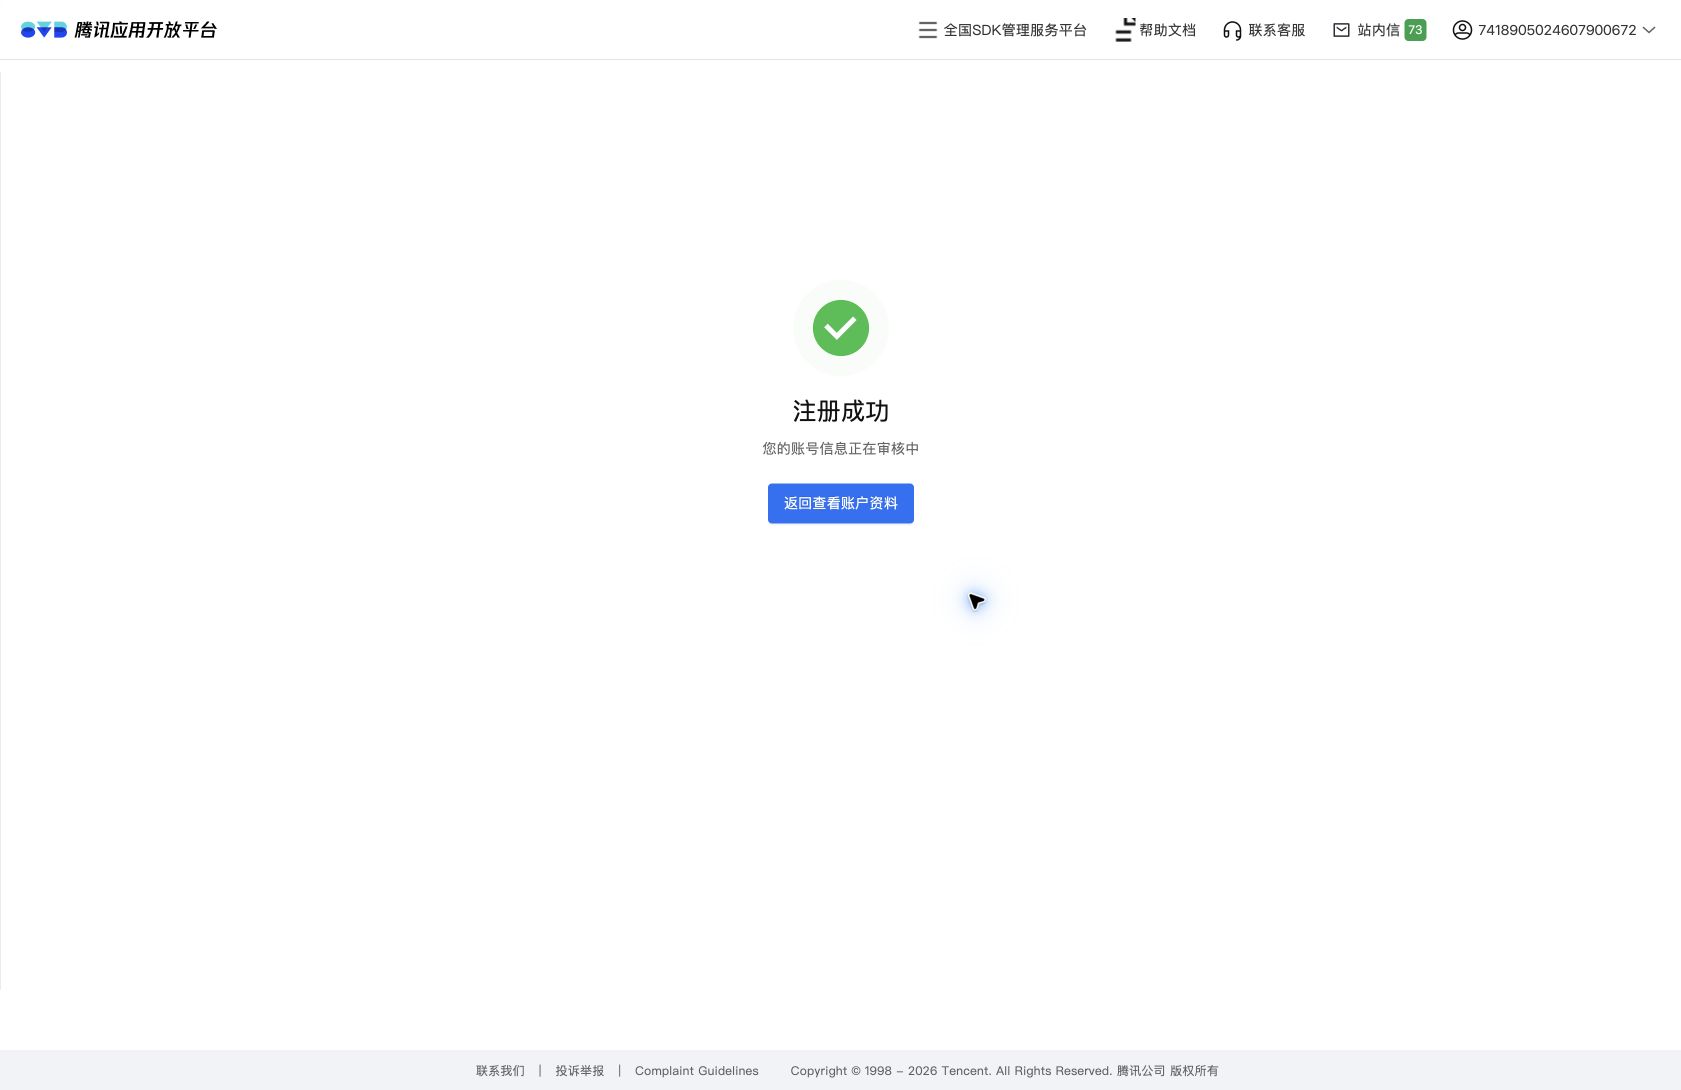 腾讯应用开放平台
全国SDK管理服务平台
帮助文档
联系客服
站内信 73
7418905024607900672
注册成功
您的账号信息正在审核中
返回查看账户资料
联系我们 | 投诉举报 | Complaint Guidelines Copyright © 1998 - 2026 Tencent. All Rights Reserved. 腾讯公司 版权所有